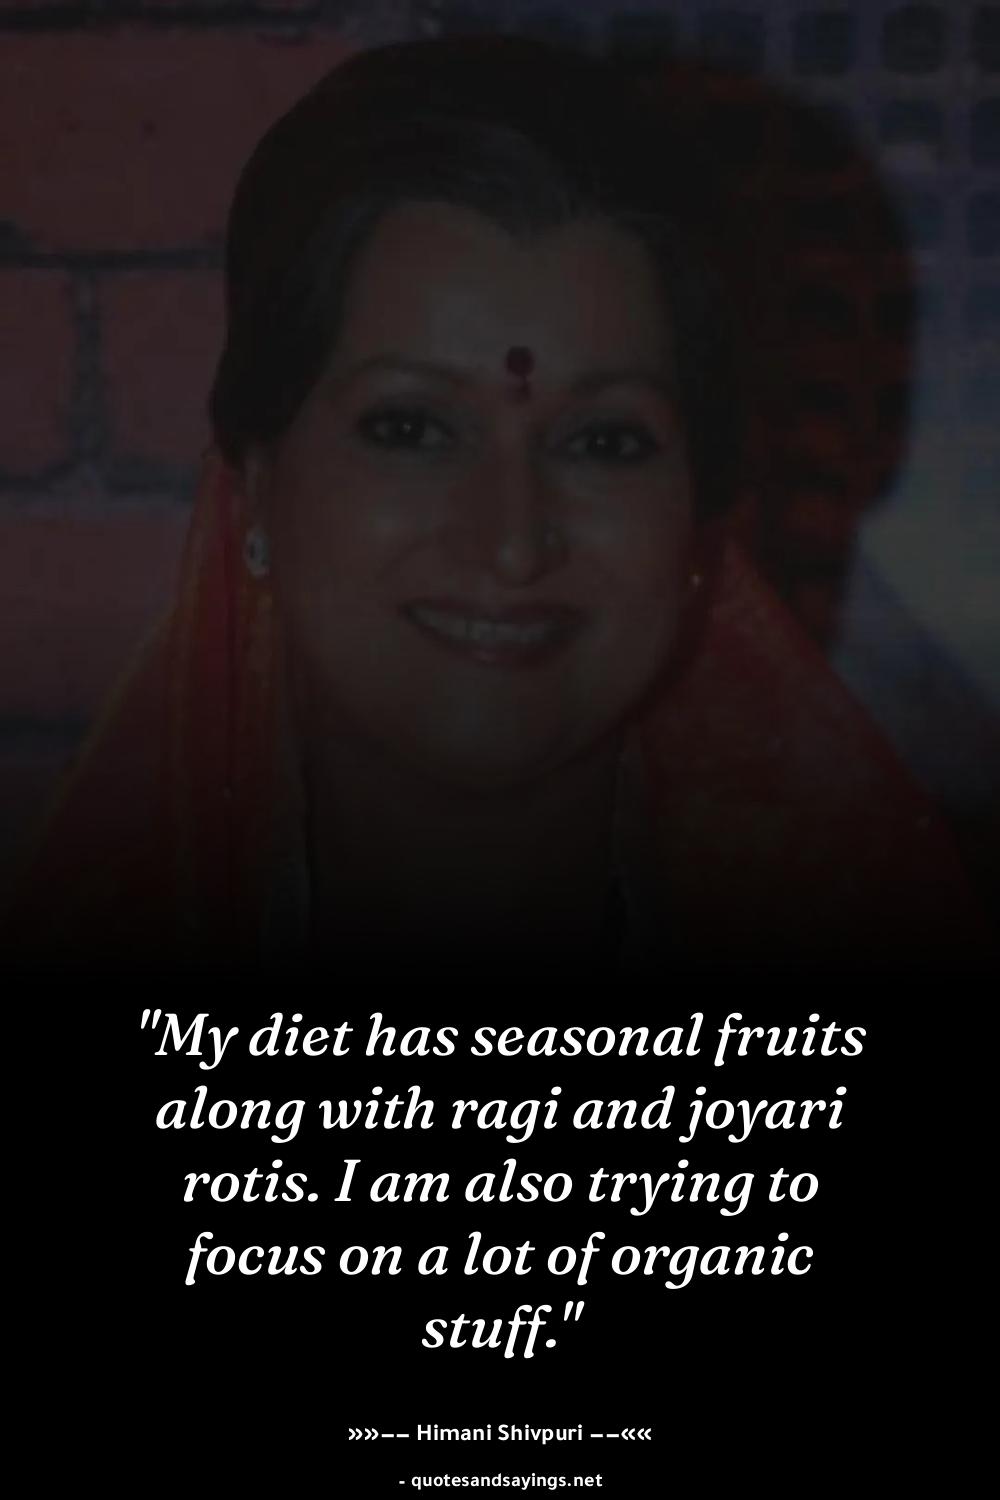 "My diet has seasonal fruits
along with ragi and joyari
rotis. I am also trying to
focus on a lot of organic
stuff."
»»−− Himani Shivpuri −−««
- quotesandsayings.net